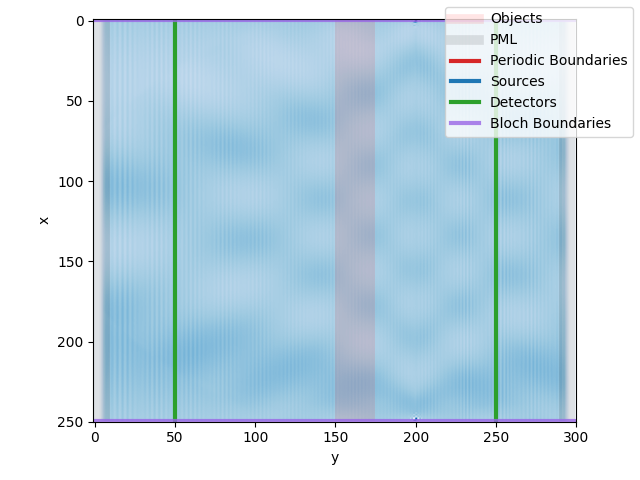 Objects
PML
Periodic Boundaries
Sources
Detectors
Bloch Boundaries
0
50
100
150
200
250
x
0 50 100 150 200 250 300
y